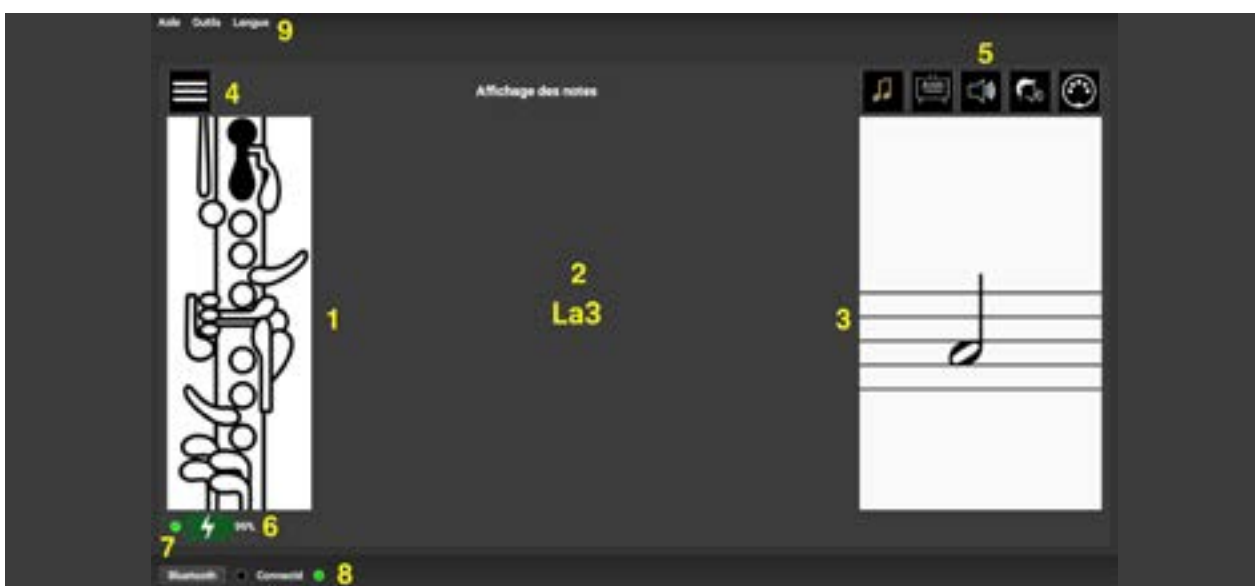 Aide Outils Langue 9
5
4 Affichage des notes
2
1 La3 3
6
7
Bluetooth Connecté 8